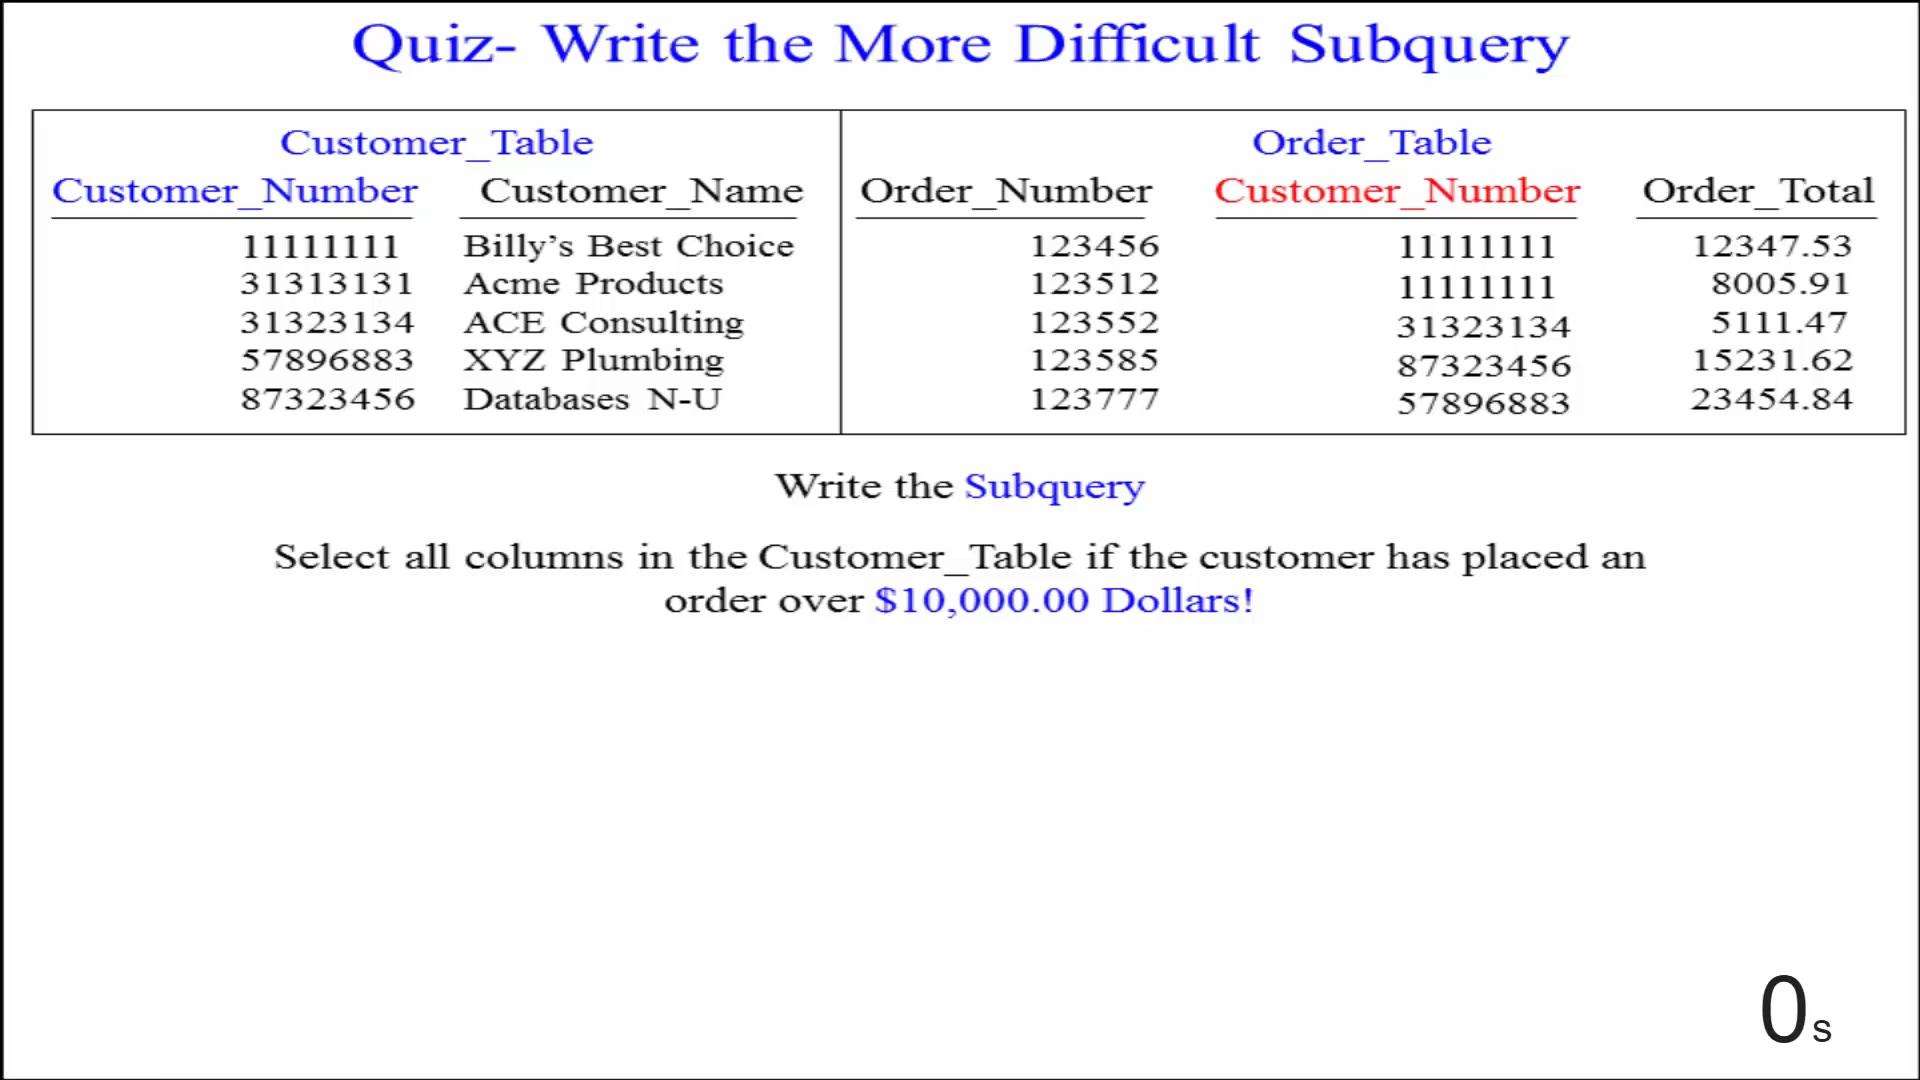 Quiz- Write the More Difficult Subquery
Customer_Table Order_Table
Customer_Number Customer_Name Order_Number Customer_Number Order_Total
11111111 Billy’s Best Choice 123456 11111111 12347.53
31313131 Acme Products 123512 11111111 8005.91
31323134 ACE Consulting 123552 31323134 5111.47
57896883 XYZ Plumbing 123585 87323456 15231.62
87323456 Databases N-U 123777 57896883 23454.84
Write the Subquery
Select all columns in the Customer_Table if the customer has placed an
order over $10,000.00 Dollars!
0s